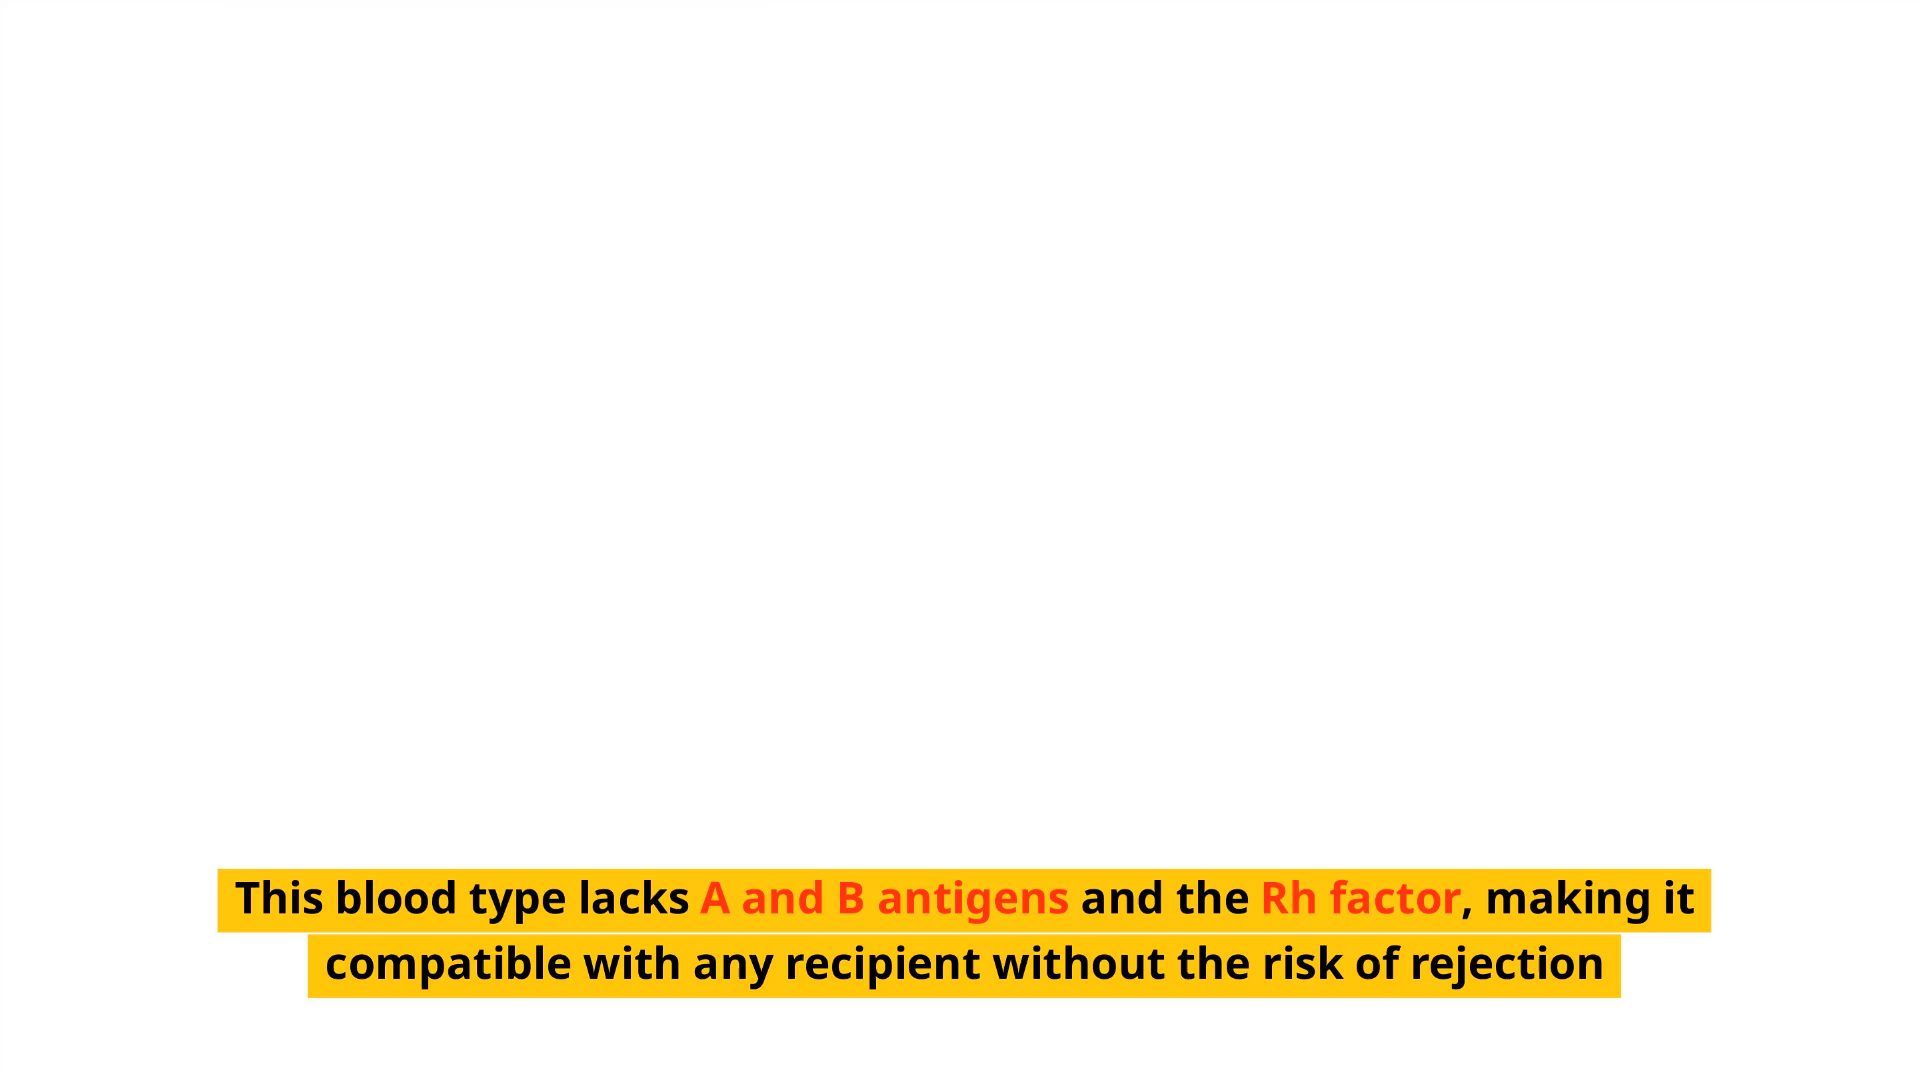 This blood type lacks A and B antigens and the Rh factor, making it
compatible with any recipient without the risk of rejection